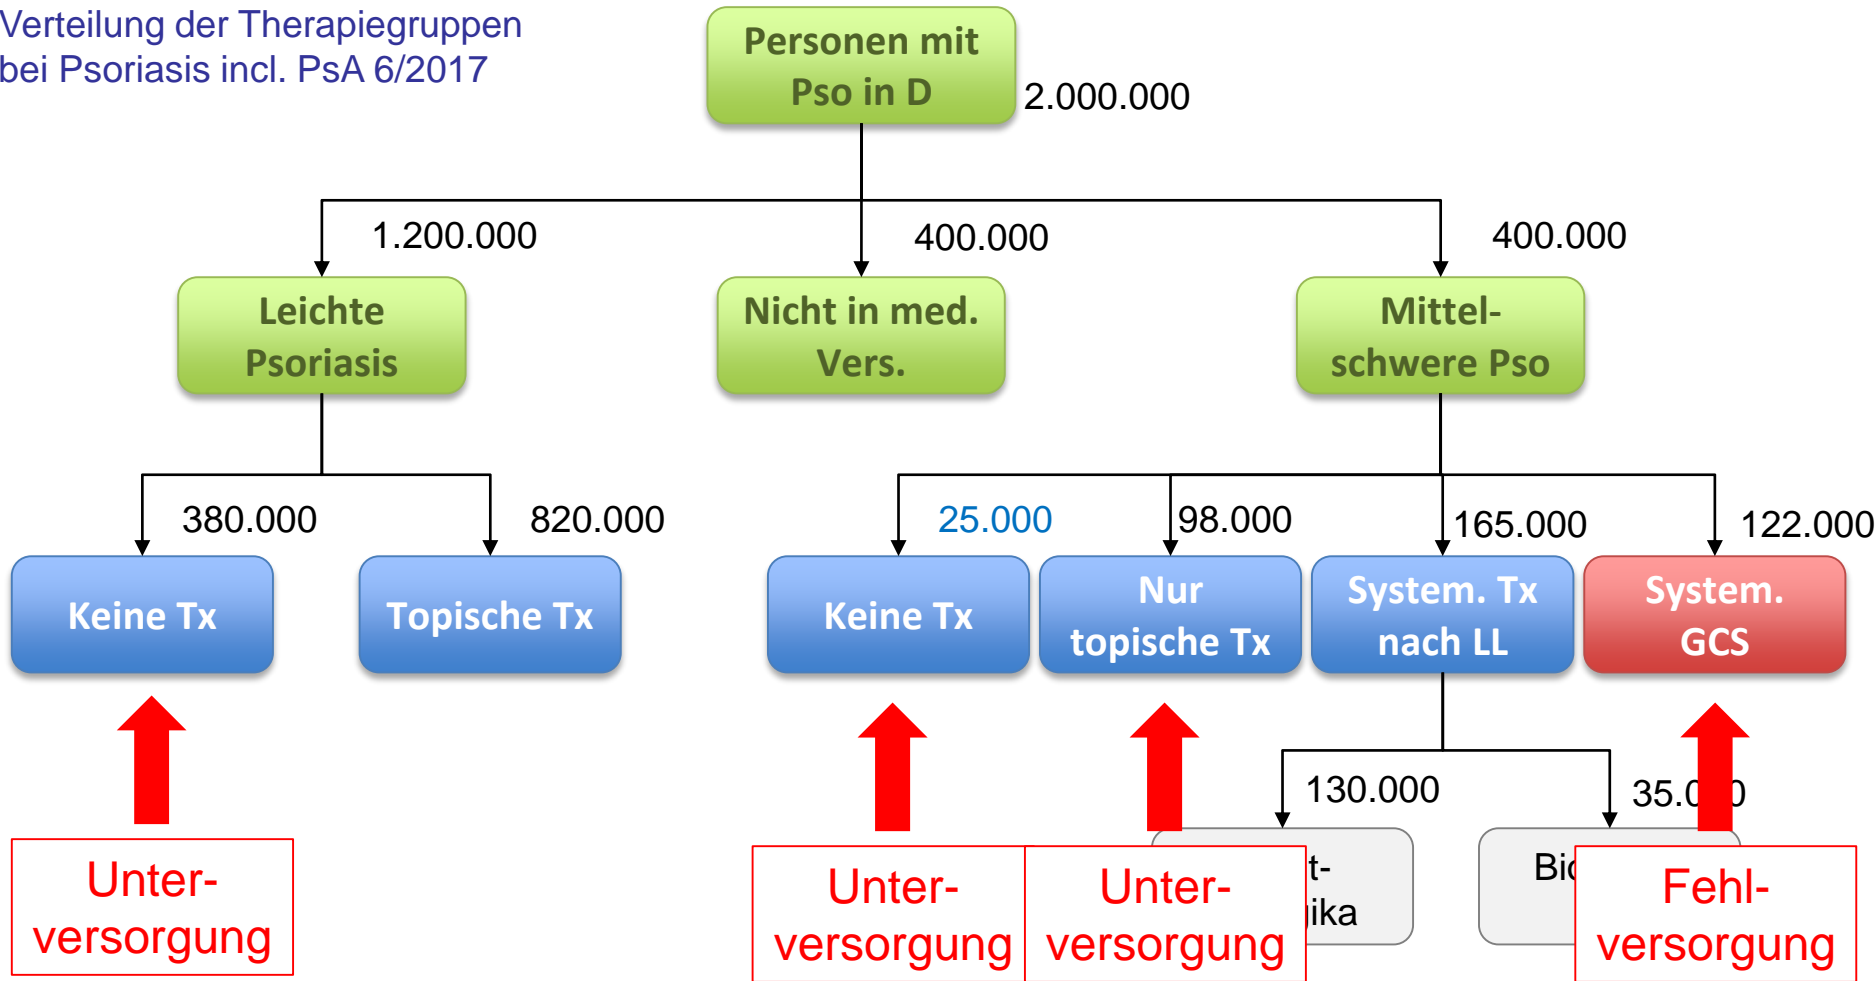 Verteilung der Therapiegruppen
bei Psoriasis incl. PsA 6/2017
Personen mit
Pso in D
2.000.000
1.200.000
400.000
400.000
Leichte
Psoriasis
Nicht in med.
Vers.
Mittel-
schwere Pso
380.000
820.000
25.000
98.000
165.000
122.000
Keine Tx
Topische Tx
Keine Tx
Nur
topische Tx
System. Tx
nach LL
System.
GCS
130.000
Unter-
versorgung
Unter-
versorgung
Unter-
versorgung
Fehl-
versorgung